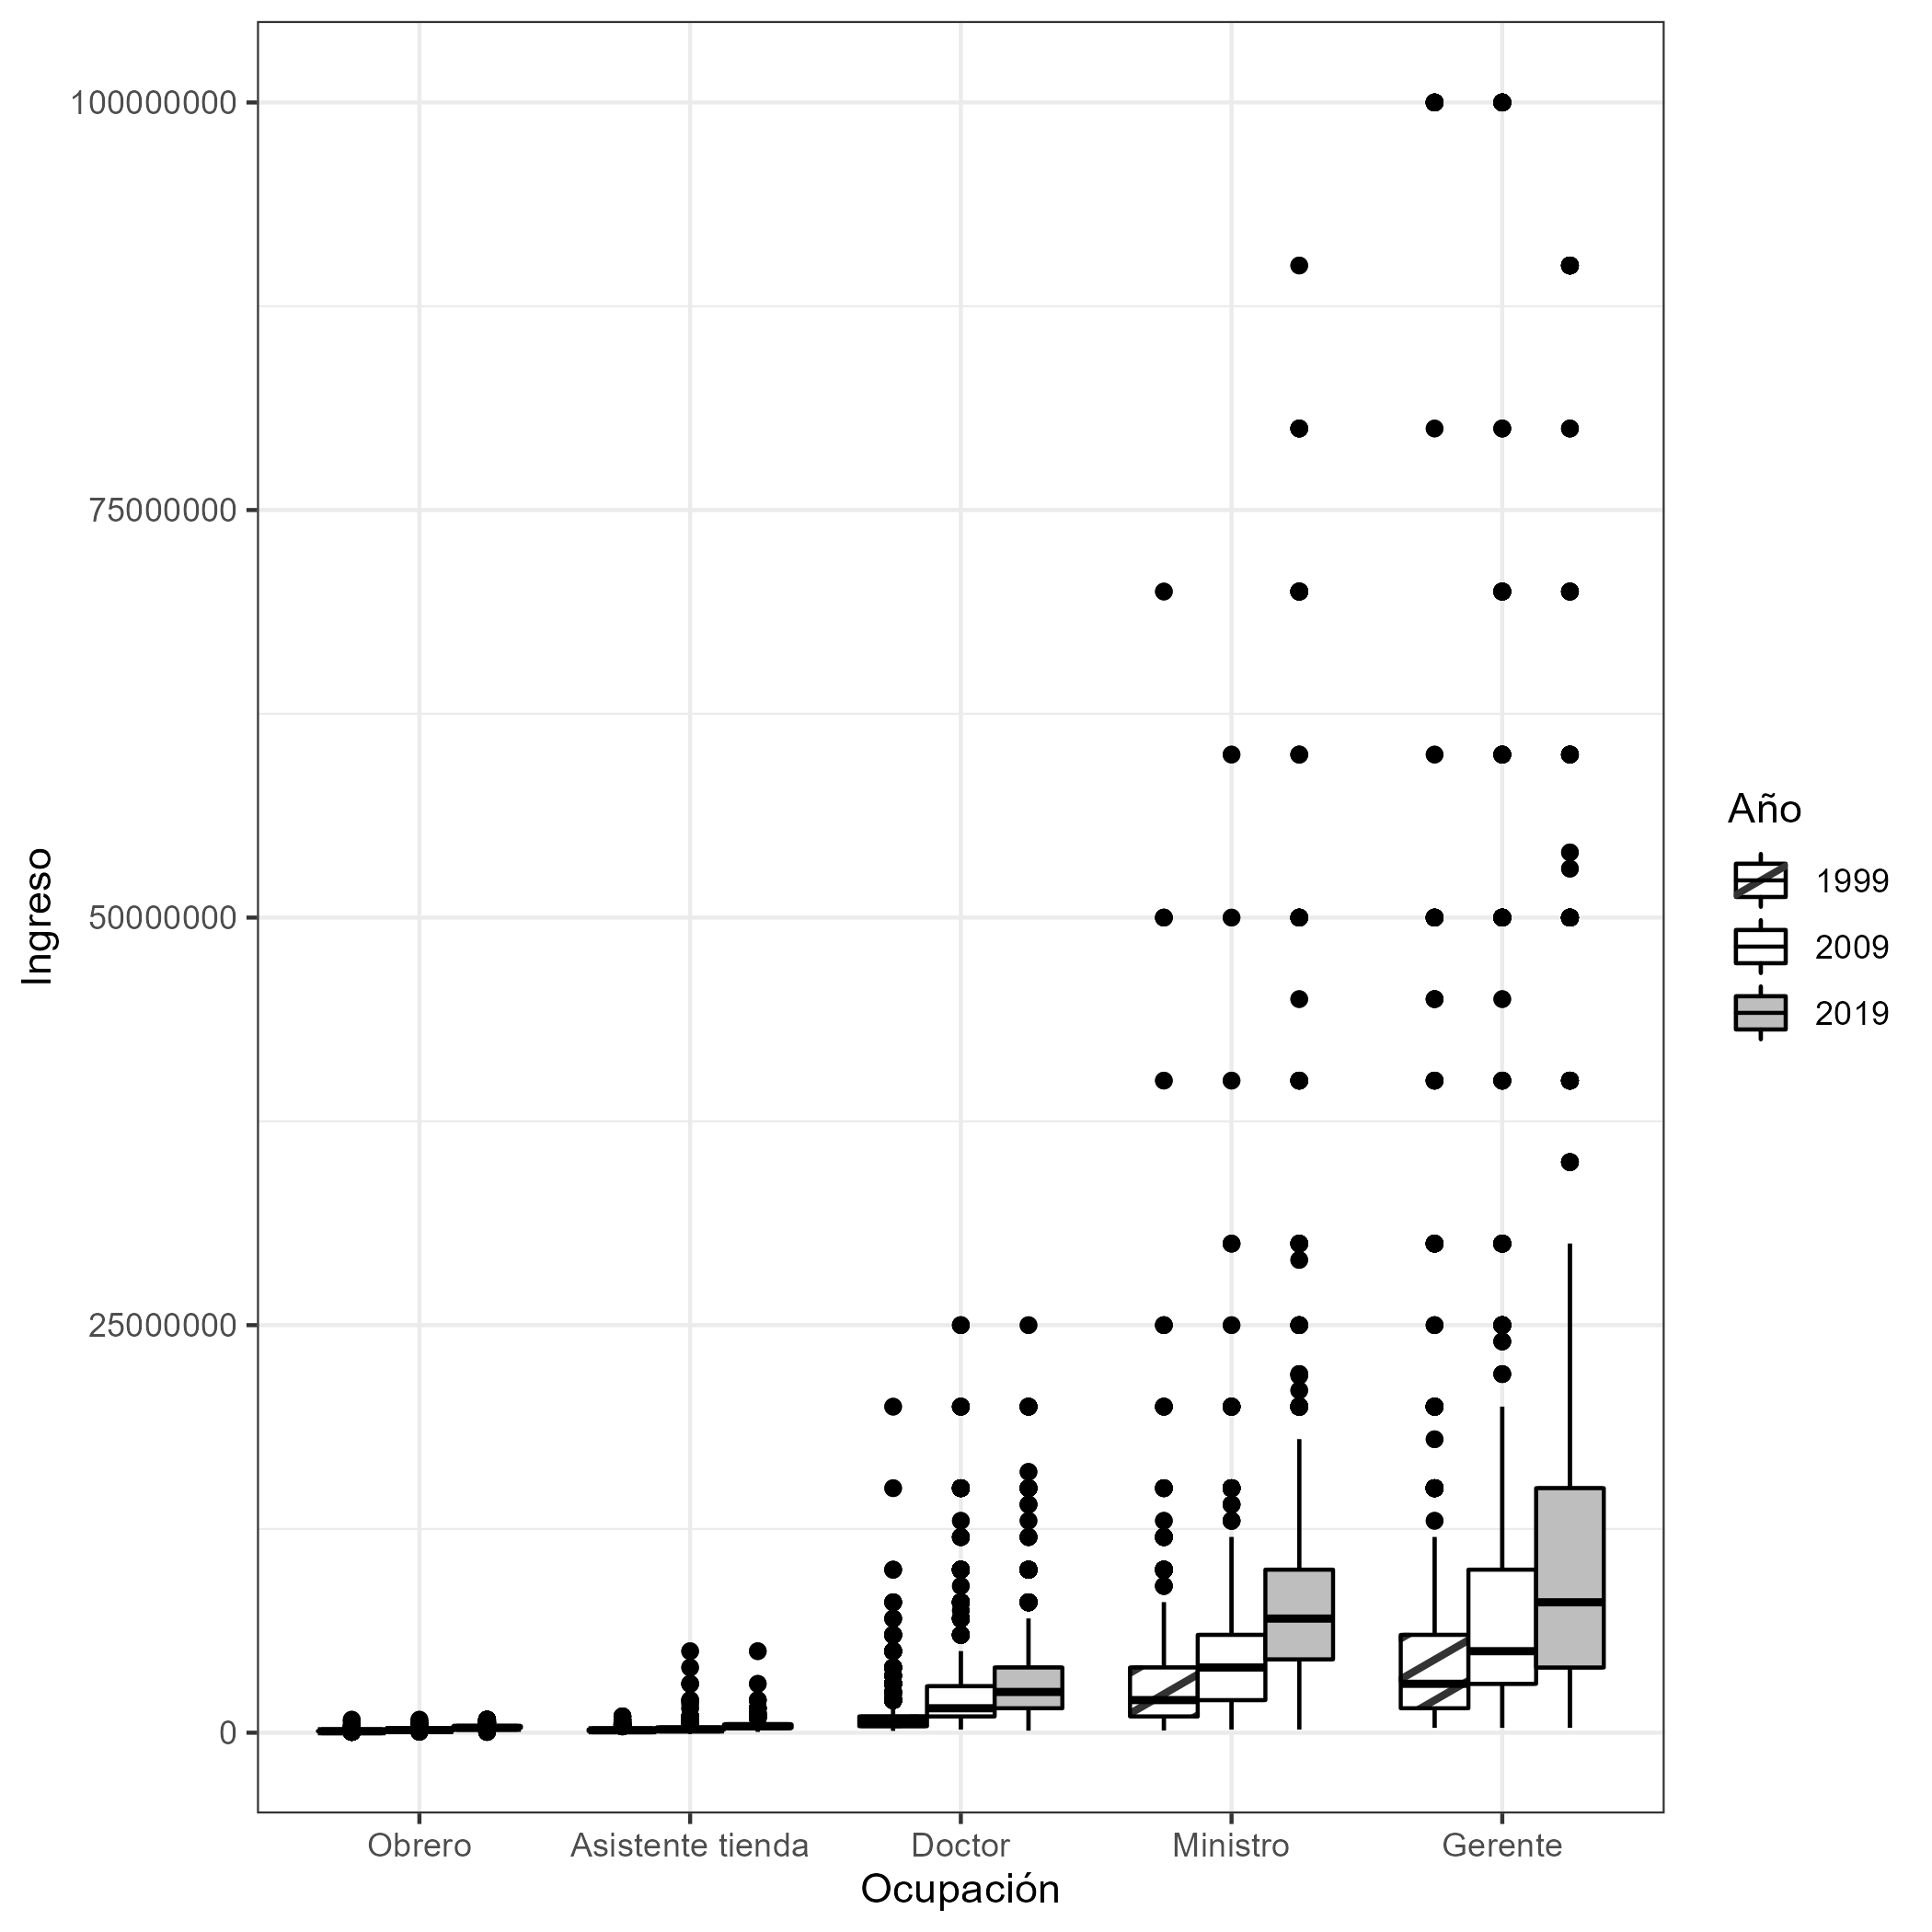 100000000
75000000
50000000
25000000
0
Ingreso
Obrero
Asistente tienda
Doctor
Ministro
Gerente
Ocupación
Año
1999
2009
2019